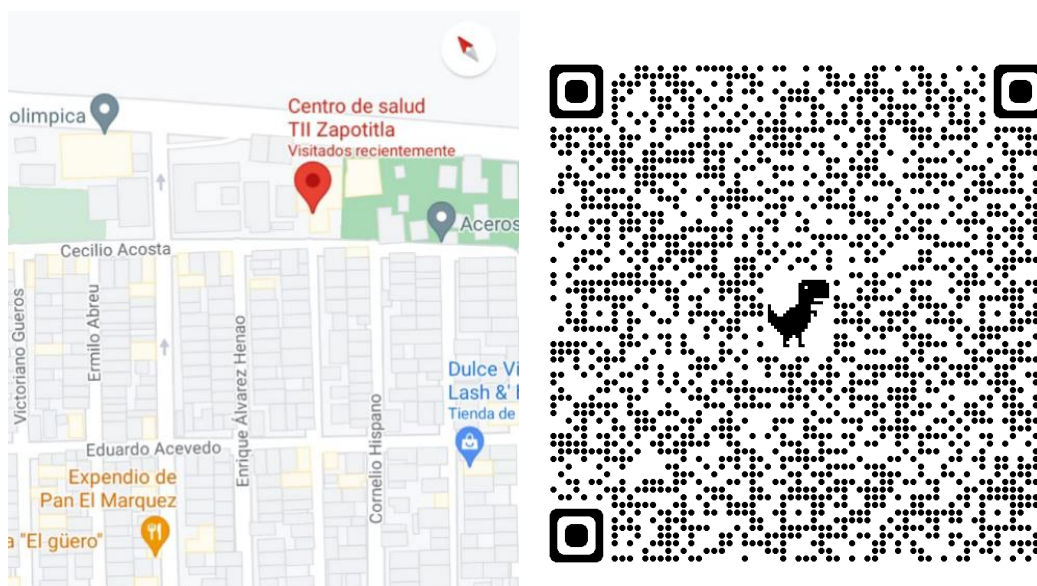 olimpica
Centro de salud
TII Zapotitla
Visitados recientemente
Aceros
Cecilio Acosta
Victoriano Gueros
Ermilo Abreu
Enrique Álvarez Henao
Cornelio Hispano
Dulce Vi
Lash &'
Tienda de
Eduardo Acevedo
Expendio de
Pan El Marquez
a "El güero"